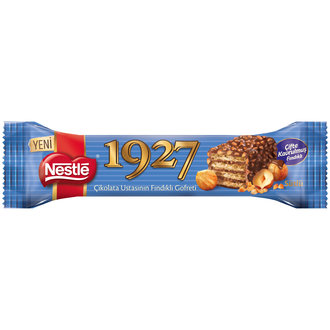 YENİ
Nestlé
1927
Çikolata Ustasının Fındıklı Gofreti
Çifte
Kavrulmuş
Fındıklı